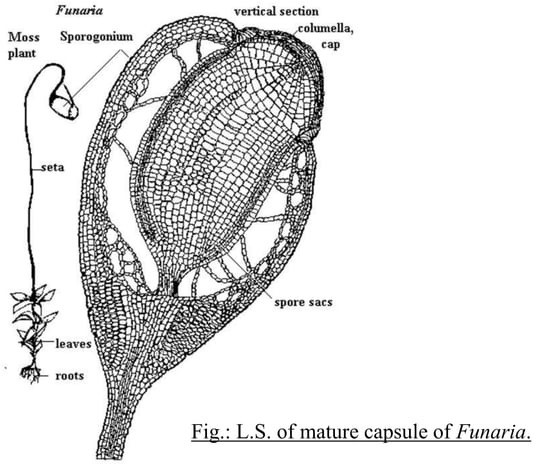 Funaria
vertical section
columella,
cap
Moss
plant
Sporogonium
seta
spore sacs
leaves
roots
Fig.: L.S. of mature capsule of Funaria.